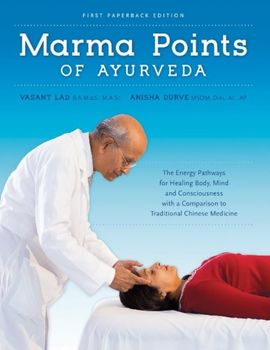 FIRST PAPERBACK EDITION
Marma Points
OF AYURVEDA
VASANT LAD B.A.M.&S., M.A.Sc. ANISHA DURVE MSOM, Dipl. Ac., AP
The Energy Pathways
for Healing Body, Mind
and Consciousness
with a Comparison to
Traditional Chinese Medicine